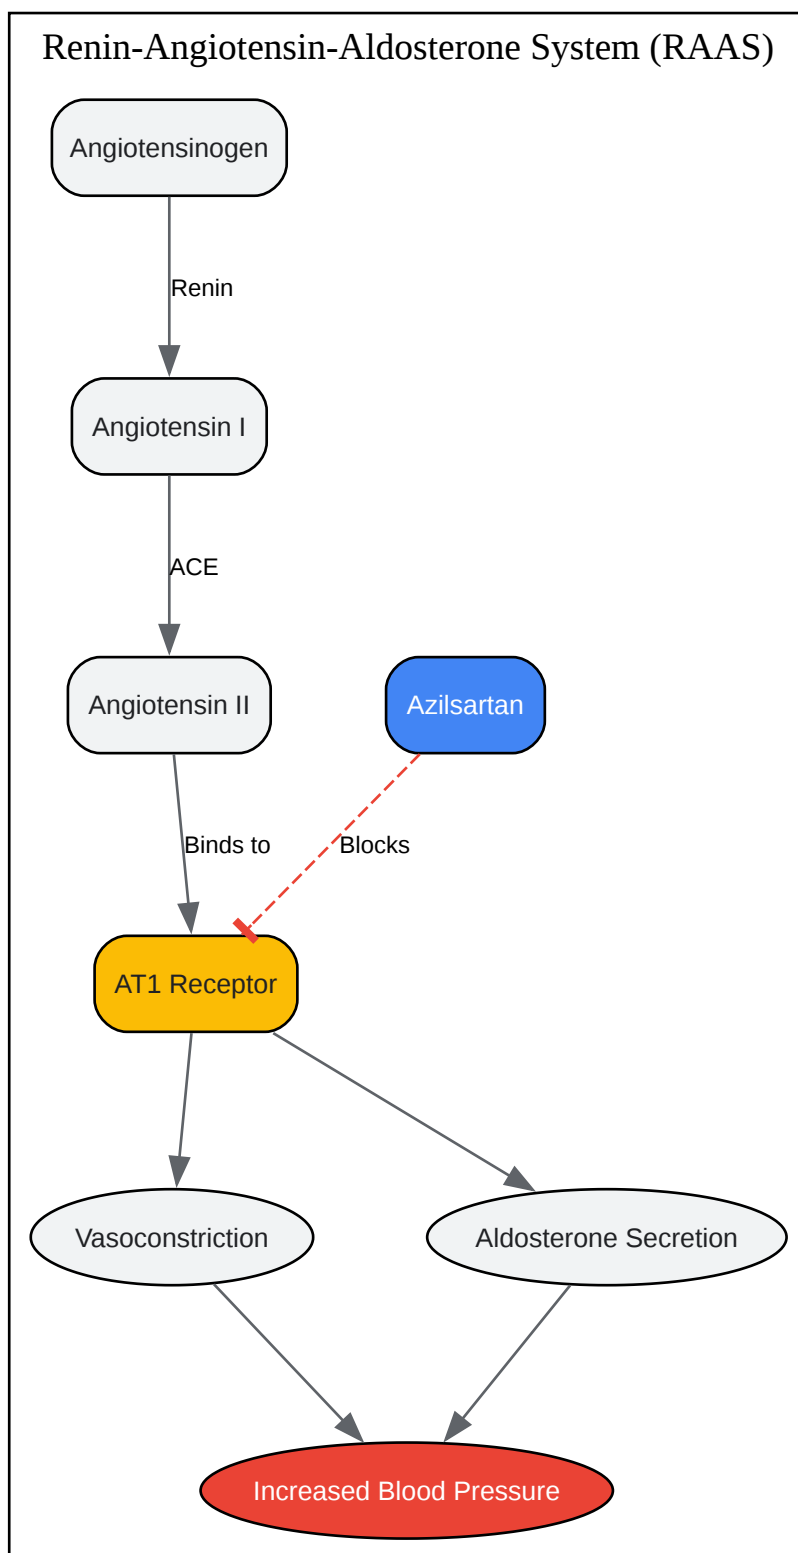 Renin-Angiotensin-Aldosterone System (RAAS)
Angiotensinogen
Renin
Angiotensin I
ACE
Angiotensin II
Azilsartan
Binds to
Blocks
AT1 Receptor
Vasoconstriction
Aldosterone Secretion
Increased Blood Pressure